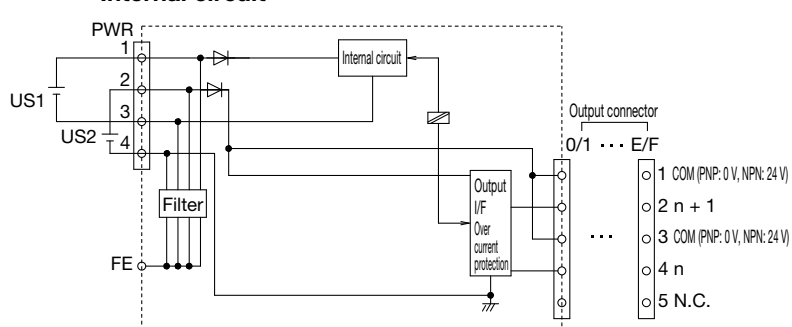 Internal circuit
PWR
1
2
3
4
US1
US2
FE
Filter
Internal circuit
Output
I/F
Over
current
protection
Output connector
0/1 ··· E/F
1 COM (PNP: 0 V, NPN: 24 V)
2 n + 1
···
3 COM (PNP: 0 V, NPN: 24 V)
4 n
5 N.C.